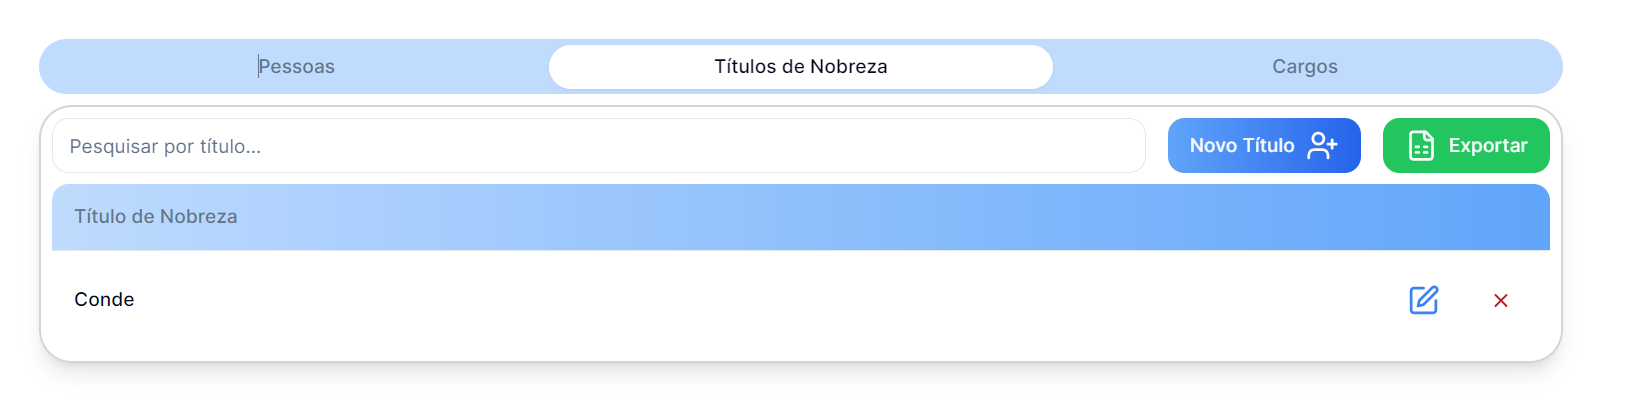 Pessoas Títulos de Nobreza Cargos
Pesquisar por título... Novo Título Exportar
Título de Nobreza
Conde